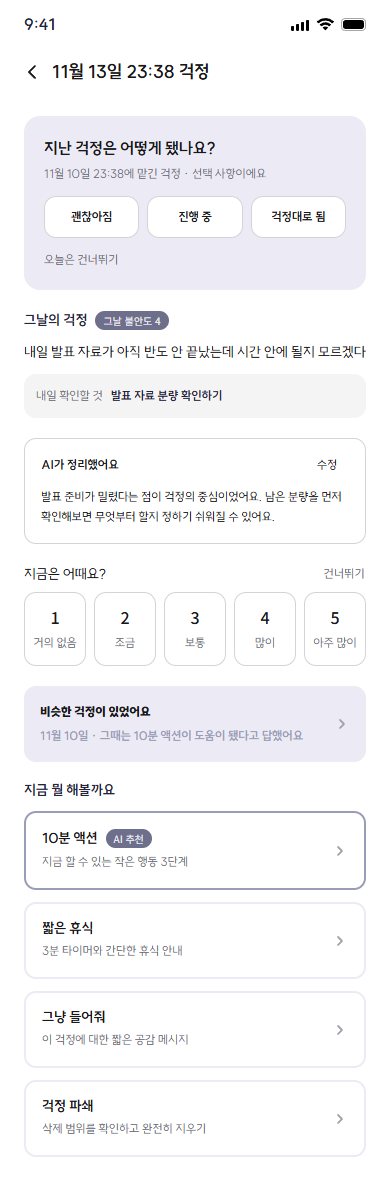 9:41
11월 13일 23:38 걱정
지난 걱정은 어떻게 됐나요?
11월 10일 23:38에 맡긴 걱정 · 선택 사항이에요
괜찮아짐
진행 중
걱정대로 됨
오늘은 건너뛰기
그날의 걱정 그날 불안도 4
내일 발표 자료가 아직 반도 안 끝났는데 시간 안에 될지 모르겠다
내일 확인할 것 발표 자료 분량 확인하기
AI가 정리했어요 수정
발표 준비가 밀렸다는 점이 걱정의 중심이었어요. 남은 분량을 먼저
확인해보면 무엇부터 할지 정하기 쉬워질 수 있어요.
지금은 어때요? 건너뛰기
1
거의 없음
2
조금
3
보통
4
많이
5
아주 많이
비슷한 걱정이 있었어요
11월 10일 · 그때는 10분 액션이 도움이 됐다고 답했어요
지금 뭘 해볼까요
10분 액션 AI 추천
지금 할 수 있는 작은 행동 3단계
짧은 휴식
3분 타이머와 간단한 휴식 안내
그냥 들어줘
이 걱정에 대한 짧은 공감 메시지
걱정 파쇄
삭제 범위를 확인하고 완전히 지우기